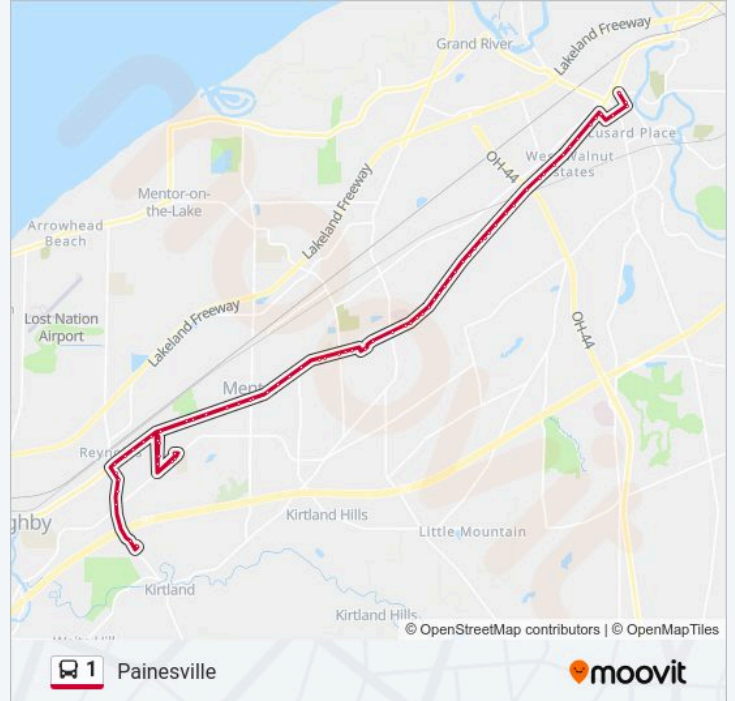 Lakeland Freeway
Grand River
Lusard Place
OH-44
West Walnut
Estates
Mentor-on-
the-Lake
Arrowhead
Beach
Lakeland Freeway
Lost Nation
Airport
Lakeland Freeway
OH-44
Ment
Reyn
ghby
Kirtland Hills
Little Mountain
Kirtland
Kirtland Hills
© OpenStreetMap contributors | © OpenMapTiles
1 Painesville
moovit